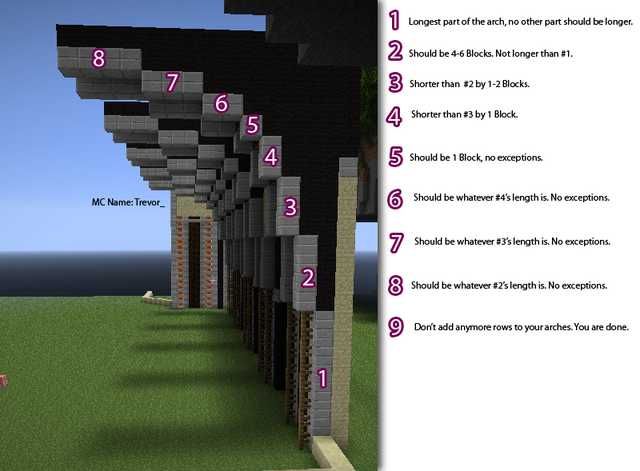 1 Longest part of the arch, no other part should be longer.
2 Should be 4-6 Blocks. Not longer than #1.
3 Shorter than #2 by 1-2 Blocks.
4 Shorter than #3 by 1 Block.
5 Should be 1 Block, no exceptions.
6 Should be whatever #4's length is. No exceptions.
7 Should be whatever #3's length is. No exceptions.
8 Should be whatever #2's length is. No exceptions.
9 Don't add anymore rows to your arches. You are done.
8
7
6
5
4
3
2
1
MC Name: Trevor_